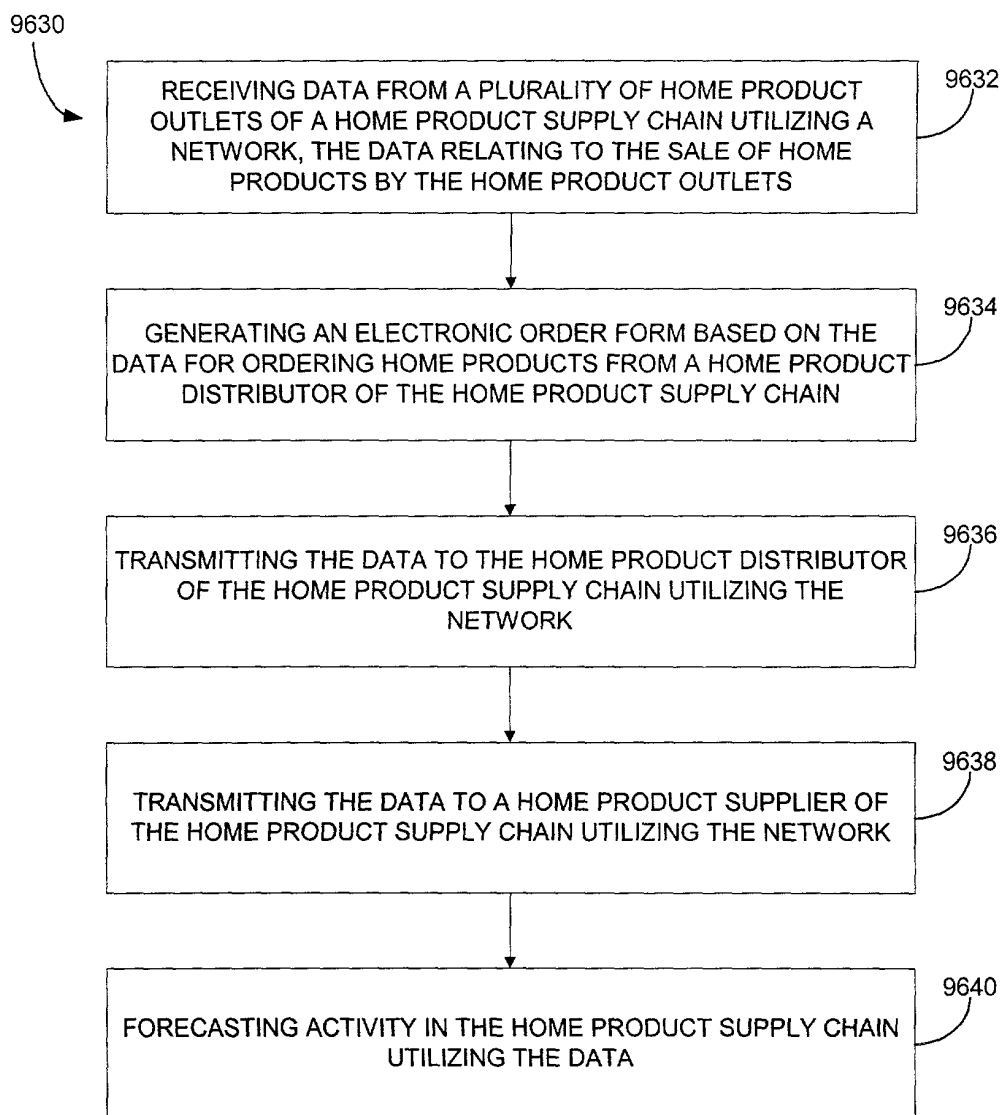 9630
RECEIVING DATA FROM A PLURALITY OF HOME PRODUCT
OUTLETS OF A HOME PRODUCT SUPPLY CHAIN UTILIZING A
NETWORK, THE DATA RELATING TO THE SALE OF HOME
PRODUCTS BY THE HOME PRODUCT OUTLETS
9632
GENERATING AN ELECTRONIC ORDER FORM BASED ON THE
DATA FOR ORDERING HOME PRODUCTS FROM A HOME PRODUCT
DISTRIBUTOR OF THE HOME PRODUCT SUPPLY CHAIN
9634
TRANSMITTING THE DATA TO THE HOME PRODUCT DISTRIBUTOR
OF THE HOME PRODUCT SUPPLY CHAIN UTILIZING THE
NETWORK
9636
TRANSMITTING THE DATA TO A HOME PRODUCT SUPPLIER OF
THE HOME PRODUCT SUPPLY CHAIN UTILIZING THE NETWORK
9638
FORECASTING ACTIVITY IN THE HOME PRODUCT SUPPLY CHAIN
UTILIZING THE DATA
9640